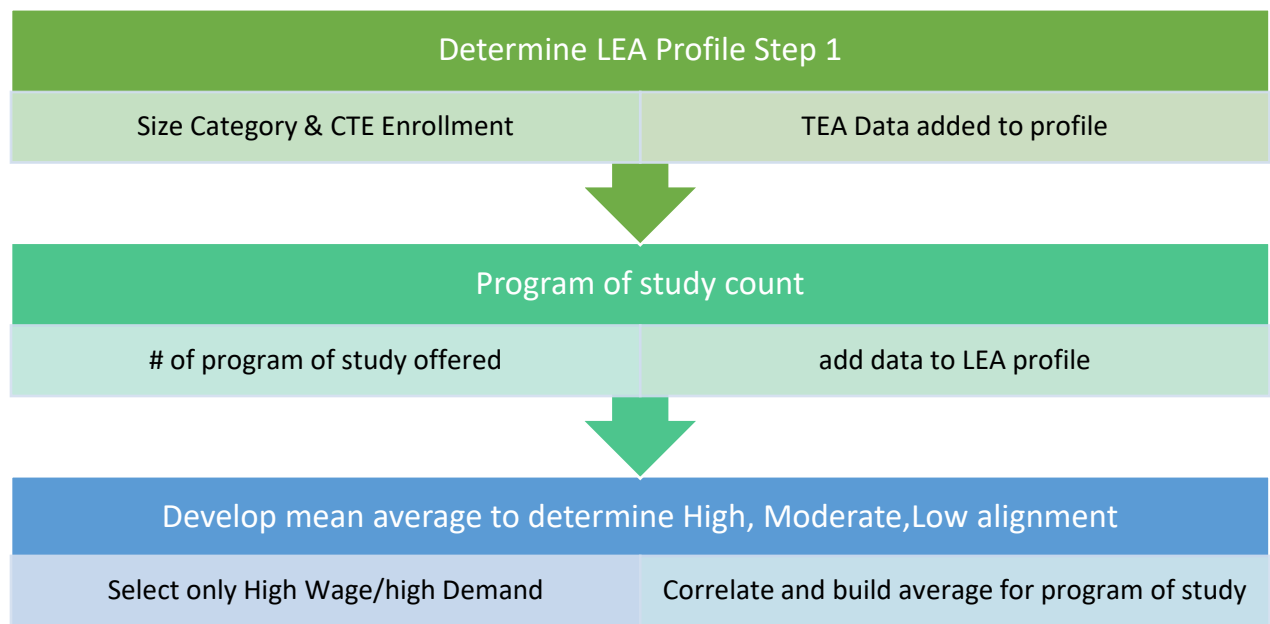 Determine LEA Profile Step 1
Size Category & CTE Enrollment
TEA Data added to profile
Program of study count
# of program of study offered
add data to LEA profile
Develop mean average to determine High, Moderate,Low alignment
Select only High Wage/high Demand
Correlate and build average for program of study